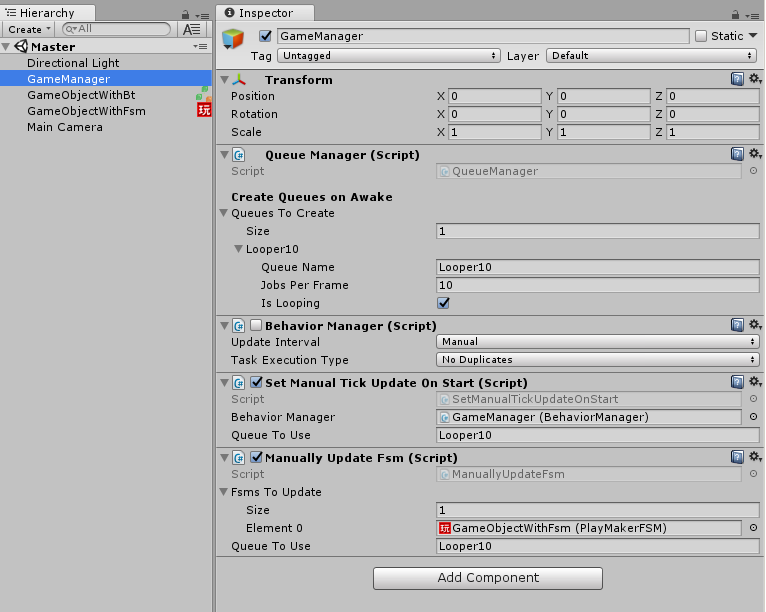 Hierarchy
Create All
Master
Directional Light
GameManager
GameObjectWithBt
GameObjectWithFsm 玩
Main Camera
Inspector
GameManager Static
Tag Untagged Layer Default
Transform
Position X 0 Y 0 Z 0
Rotation X 0 Y 0 Z 0
Scale X 1 Y 1 Z 1
C# Queue Manager (Script)
Script QueueManager
Create Queues on Awake
Queues To Create
Size 1
Looper10
Queue Name Looper10
Jobs Per Frame 10
Is Looping
C# Behavior Manager (Script)
Update Interval Manual
Task Execution Type No Duplicates
C# Set Manual Tick Update On Start (Script)
Script SetManualTickUpdateOnStart
Behavior Manager GameManager (BehaviorManager)
Queue To Use Looper10
C# Manually Update Fsm (Script)
Script ManuallyUpdateFsm
Fsms To Update
Size 1
Element 0 玩 GameObjectWithFsm (PlayMakerFSM)
Queue To Use Looper10
Add Component